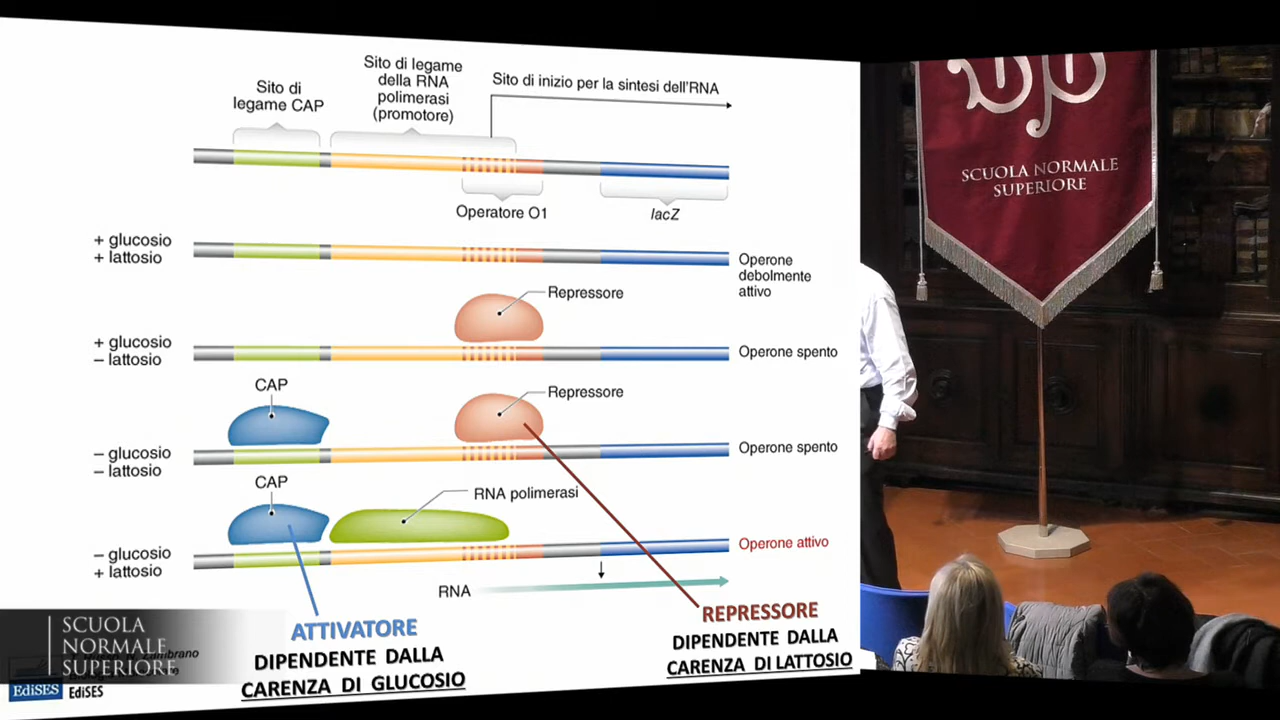 Sito di
legame CAP
Sito di legame
della RNA
polimerasi
(promotore)
Sito di inizio per la sintesi dell'RNA
Operatore O1
lacZ
+ glucosio
+ lattosio
Operone
debolmente
attivo
Repressore
+ glucosio
– lattosio
Operone spento
CAP
Repressore
– glucosio
– lattosio
Operone spento
CAP
RNA polimerasi
– glucosio
+ lattosio
Operone attivo
RNA
ATTIVATORE
DIPENDENTE DALLA
CARENZA DI GLUCOSIO
REPRESSORE
DIPENDENTE DALLA
CARENZA DI LATTOSIO
SCUOLA
NORMALE
SUPERIORE
EdiSES
EdiSES
SCUOLA NORMALE
SUPERIORE